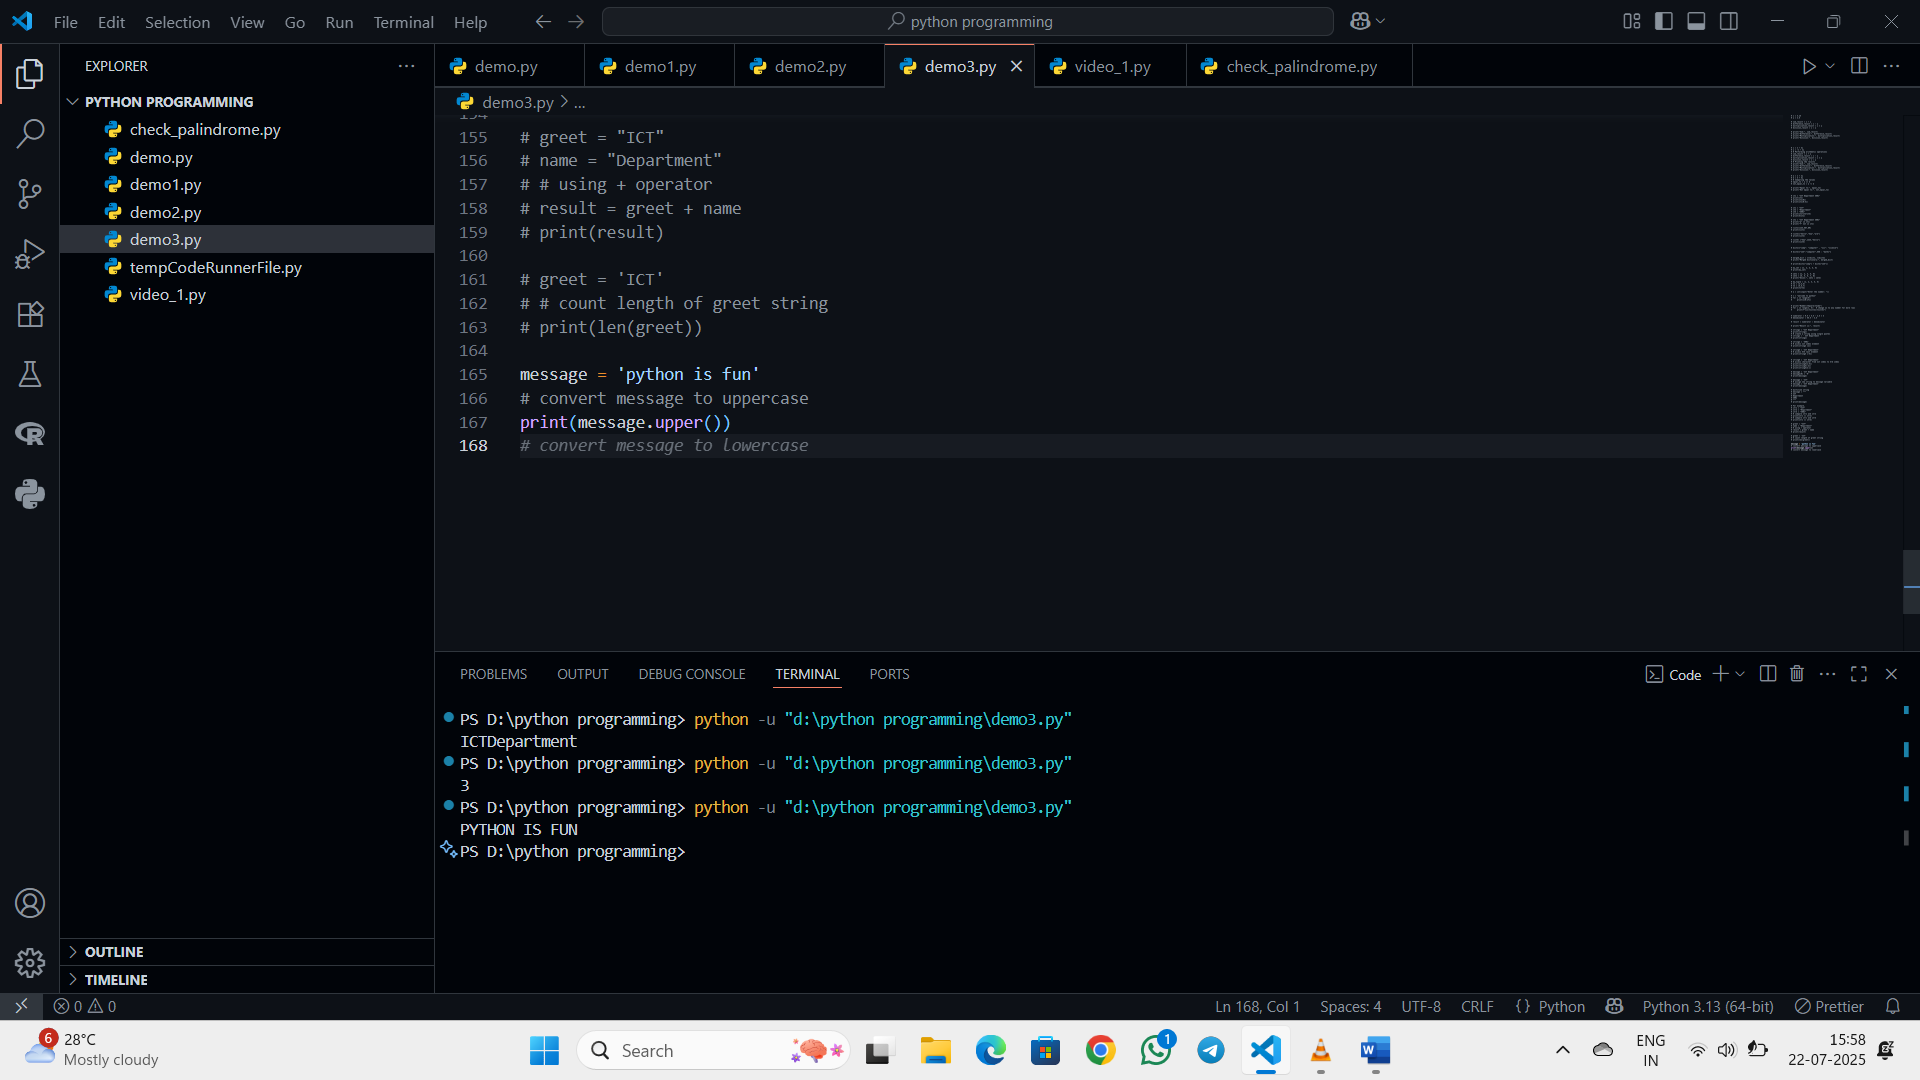 File Edit Selection View Go Run Terminal Help
python programming
EXPLORER
PYTHON PROGRAMMING
check_palindrome.py
demo.py
demo1.py
demo2.py
demo3.py
tempCodeRunnerFile.py
video_1.py
OUTLINE
TIMELINE
demo.py demo1.py demo2.py demo3.py video_1.py check_palindrome.py
demo3.py > ...
154
155 # greet = "ICT"
156 # name = "Department"
157 # # using + operator
158 # result = greet + name
159 # print(result)
160
161 # greet = 'ICT'
162 # # count length of greet string
163 # print(len(greet))
164
165 message = 'python is fun'
166 # convert message to uppercase
167 print(message.upper())
168 # convert message to lowercase
PROBLEMS OUTPUT DEBUG CONSOLE TERMINAL PORTS
Code
PS D:\python programming> python -u "d:\python programming\demo3.py"
ICTDepartment
PS D:\python programming> python -u "d:\python programming\demo3.py"
3
PS D:\python programming> python -u "d:\python programming\demo3.py"
PYTHON IS FUN
PS D:\python programming>
0 0
Ln 168, Col 1 Spaces: 4 UTF-8 CRLF {} Python Python 3.13 (64-bit) Prettier
6
28°C
Mostly cloudy
Search
1
ENG
IN
15:58
22-07-2025